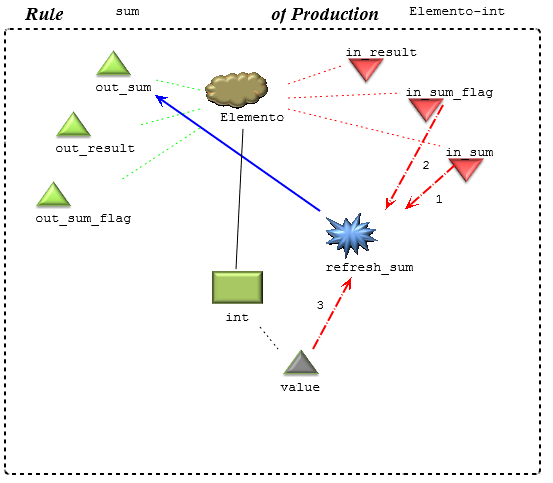 Rule sum of Production Elemento-int
in_result
out_sum
in_sum_flag
Elemento
out_result
in_sum
2
1
out_sum_flag
refresh_sum
3
int
value